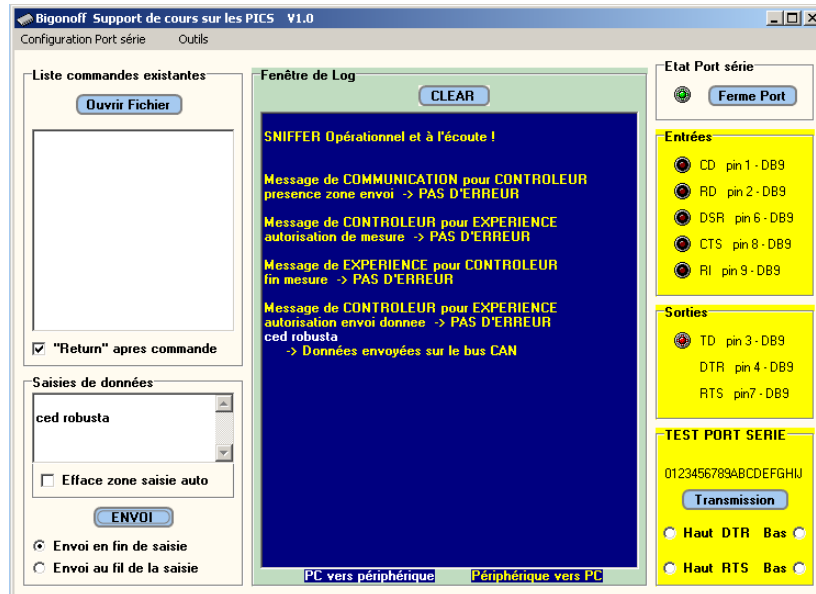 Bigonoff Support de cours sur les PICS V1.0
Configuration Port série Outils
Liste commandes existantes
Ouvrir Fichier
"Return" apres commande
Saisies de données
ced robusta
Efface zone saisie auto
ENVOI
Envoi en fin de saisie
Envoi au fil de la saisie
Fenêtre de Log
CLEAR
SNIFFER Opérationnel et à l'écoute !
Message de COMMUNICATION pour CONTROLEUR
presence zone envoi -> PAS D'ERREUR
Message de CONTROLEUR pour EXPERIENCE
autorisation de mesure -> PAS D'ERREUR
Message de EXPERIENCE pour CONTROLEUR
fin mesure -> PAS D'ERREUR
Message de CONTROLEUR pour EXPERIENCE
autorisation envoi donnee -> PAS D'ERREUR
ced robusta
-> Données envoyées sur le bus CAN
PC vers périphérique Périphérique vers PC
Etat Port série
Ferme Port
Entrées
CD pin 1 - DB9
RD pin 2 - DB9
DSR pin 6 - DB9
CTS pin 8 - DB9
RI pin 9 - DB9
Sorties
TD pin 3 - DB9
DTR pin 4 - DB9
RTS pin7 - DB9
TEST PORT SERIE
0123456789ABCDEFGHIJ
Transmission
Haut DTR Bas
Haut RTS Bas